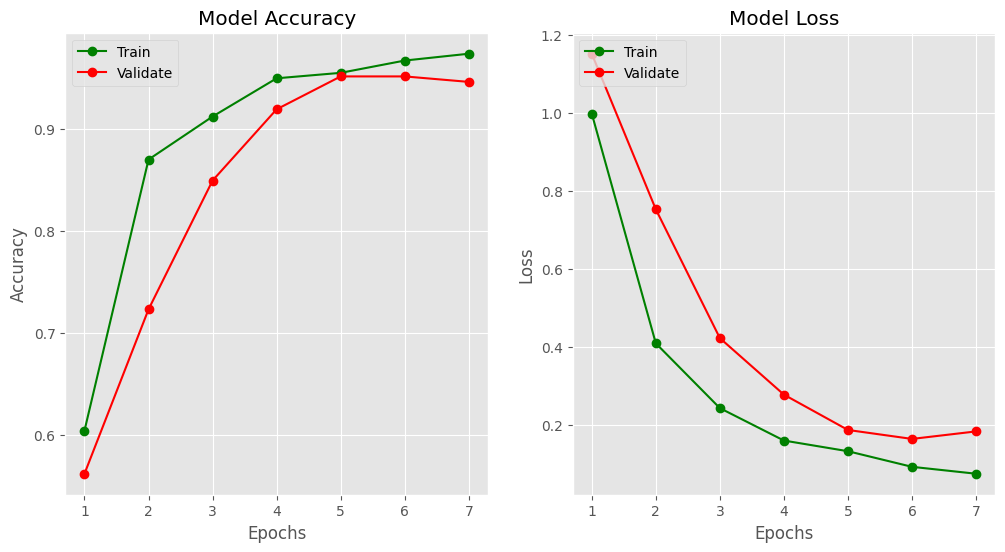 Model Accuracy
Train
Validate
0.9
0.8
0.7
0.6
Accuracy
1 2 3 4 5 6 7
Epochs
Model Loss
Train
Validate
1.2
1.0
0.8
0.6
0.4
0.2
Loss
1 2 3 4 5 6 7
Epochs